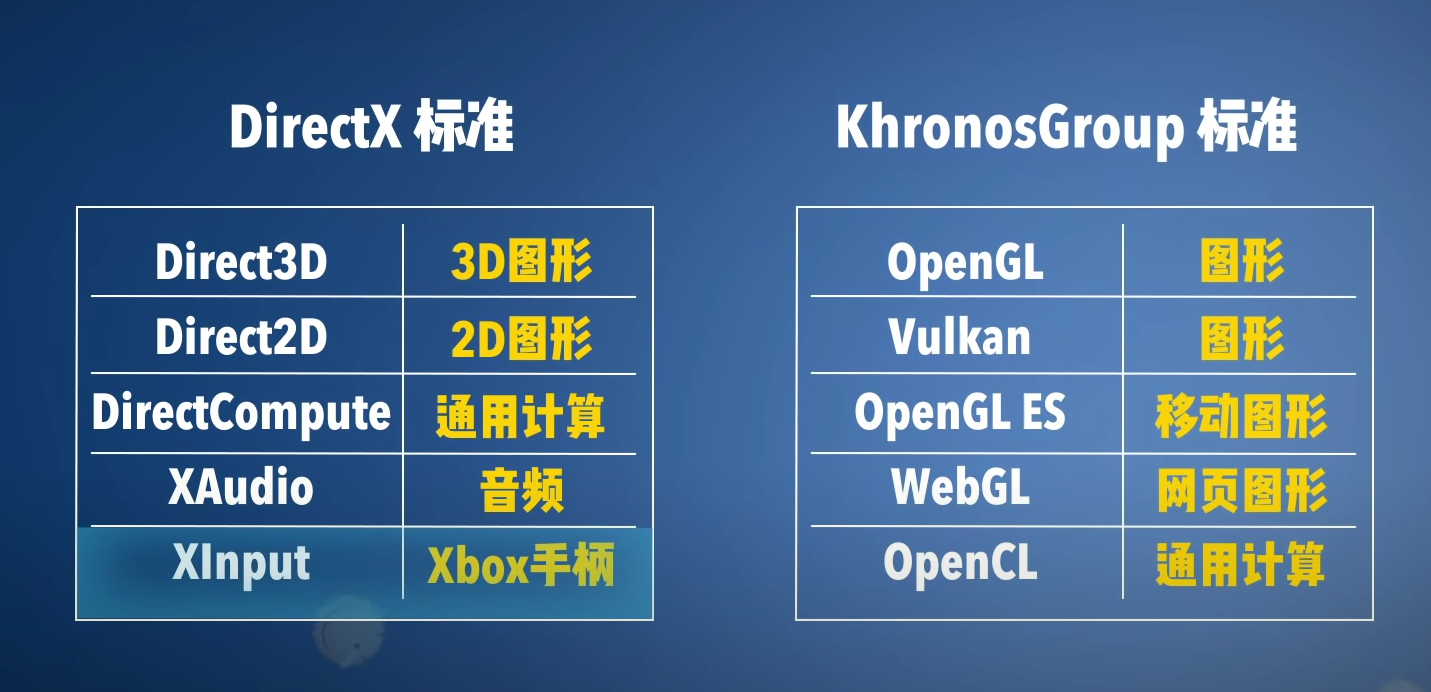 DirectX 标准
Direct3D 3D图形
Direct2D 2D图形
DirectCompute 通用计算
XAudio 音频
XInput Xbox手柄
KhronosGroup 标准
OpenGL 图形
Vulkan 图形
OpenGL ES 移动图形
WebGL 网页图形
OpenCL 通用计算